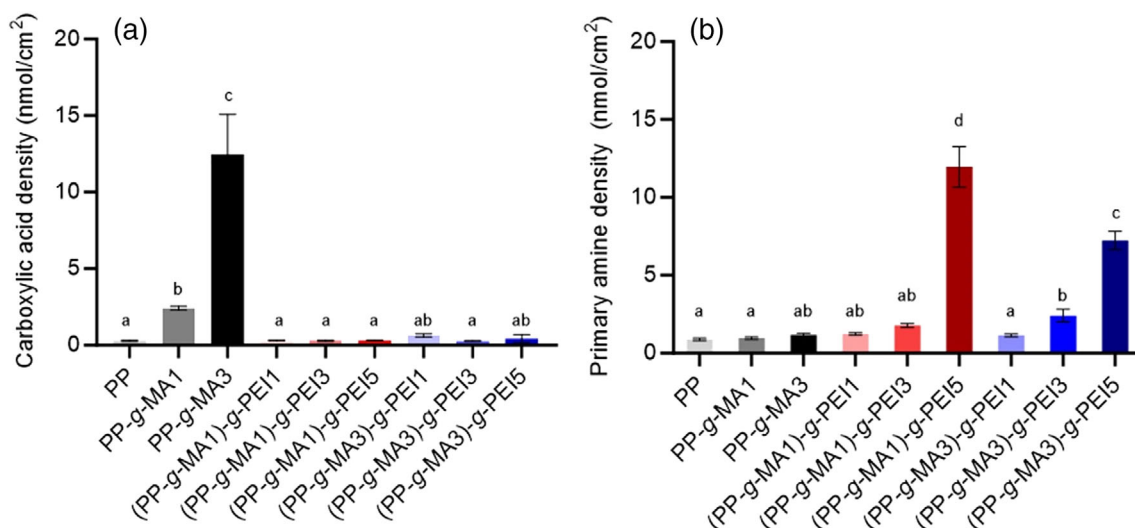 (a)
Carboxylic acid density (nmol/cm²)
20
15
10
5
0
a
b
c
a
a
a
ab
a
ab
PP
PP-g-MA1
PP-g-MA3
(PP-g-MA1)-g-PEI1
(PP-g-MA1)-g-PEI3
(PP-g-MA1)-g-PEI5
(PP-g-MA3)-g-PEI1
(PP-g-MA3)-g-PEI3
(PP-g-MA3)-g-PEI5
(b)
Primary amine density (nmol/cm²)
20
15
10
5
0
a
a
ab
ab
ab
d
a
b
c
PP
PP-g-MA1
PP-g-MA3
(PP-g-MA1)-g-PEI1
(PP-g-MA1)-g-PEI3
(PP-g-MA1)-g-PEI5
(PP-g-MA3)-g-PEI1
(PP-g-MA3)-g-PEI3
(PP-g-MA3)-g-PEI5